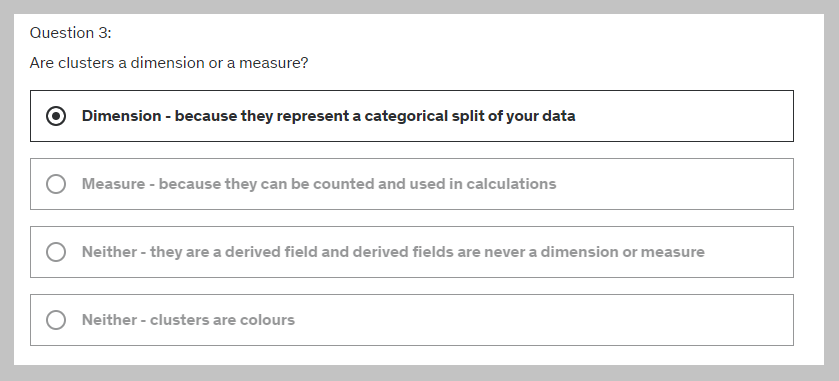 Question 3:
Are clusters a dimension or a measure?
Dimension - because they represent a categorical split of your data
Measure - because they can be counted and used in calculations
Neither - they are a derived field and derived fields are never a dimension or measure
Neither - clusters are colours